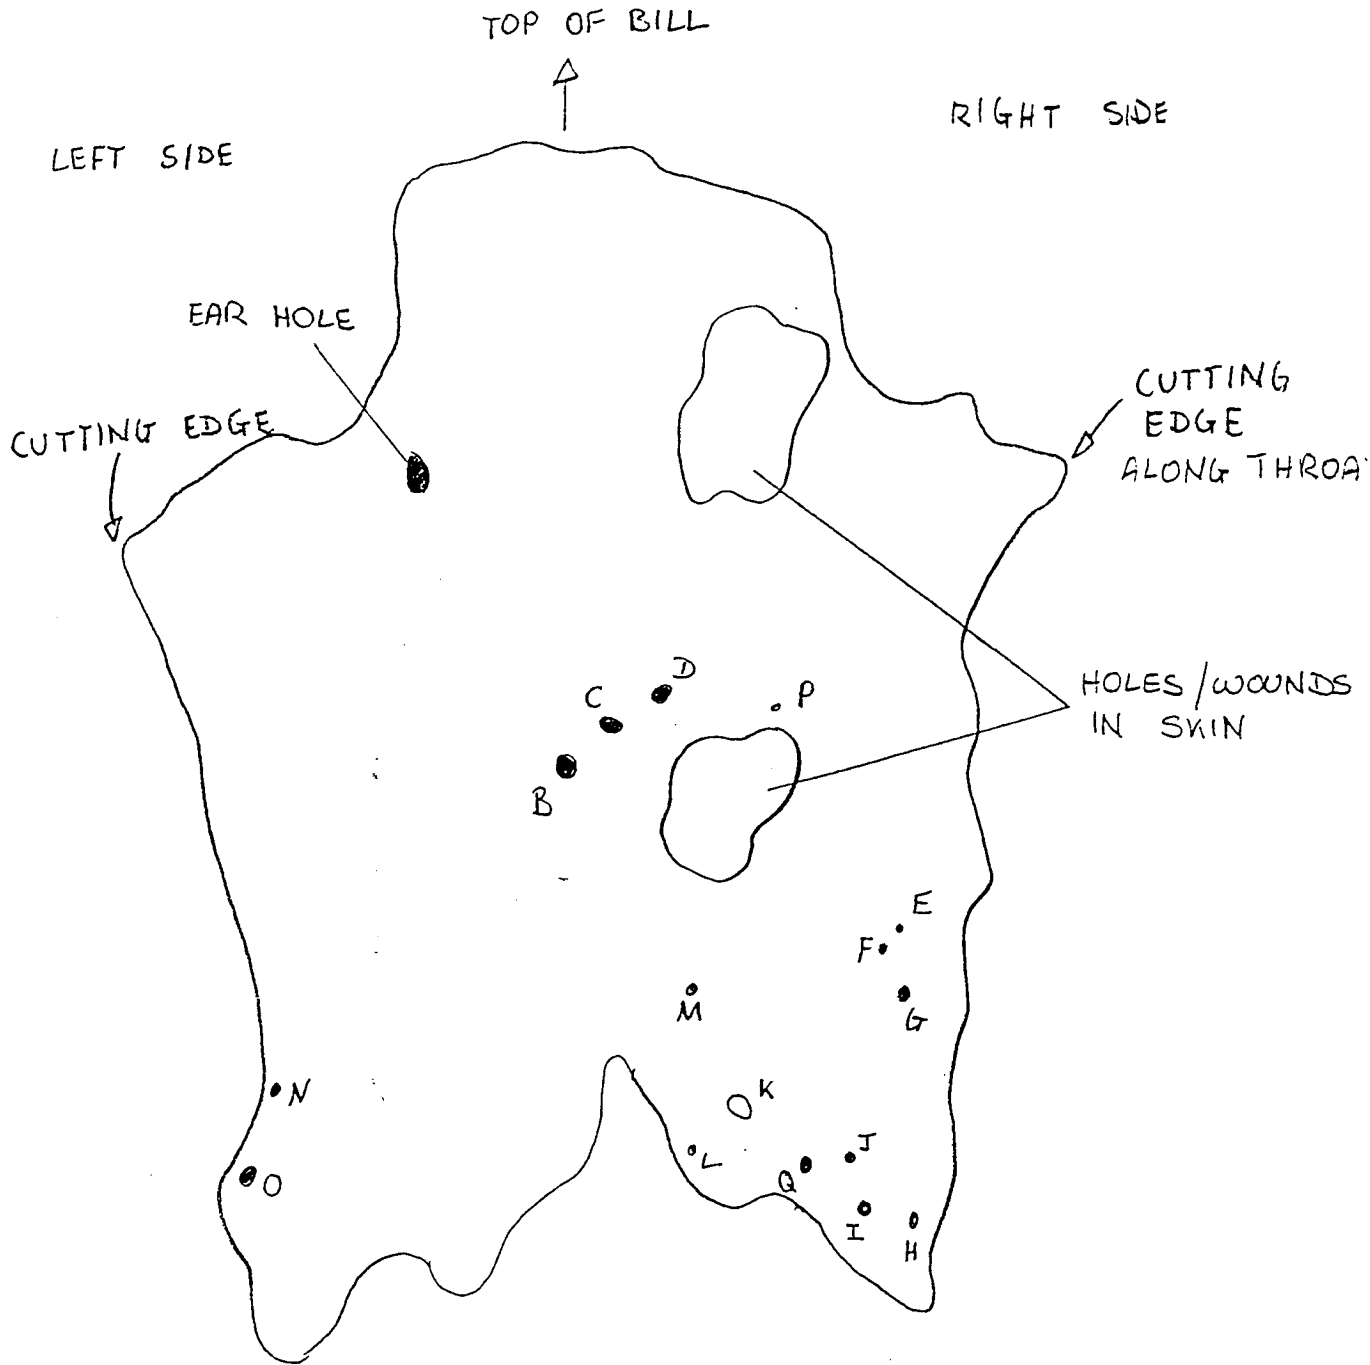 TOP OF BILL
RIGHT SIDE
LEFT SIDE
EAR HOLE
CUTTING EDGE
CUTTING
EDGE
ALONG THROA
HOLES/WOUNDS
IN SKIN
D
C
P
B
E
F
G
M
N
K
O
L
J
Q
I
H